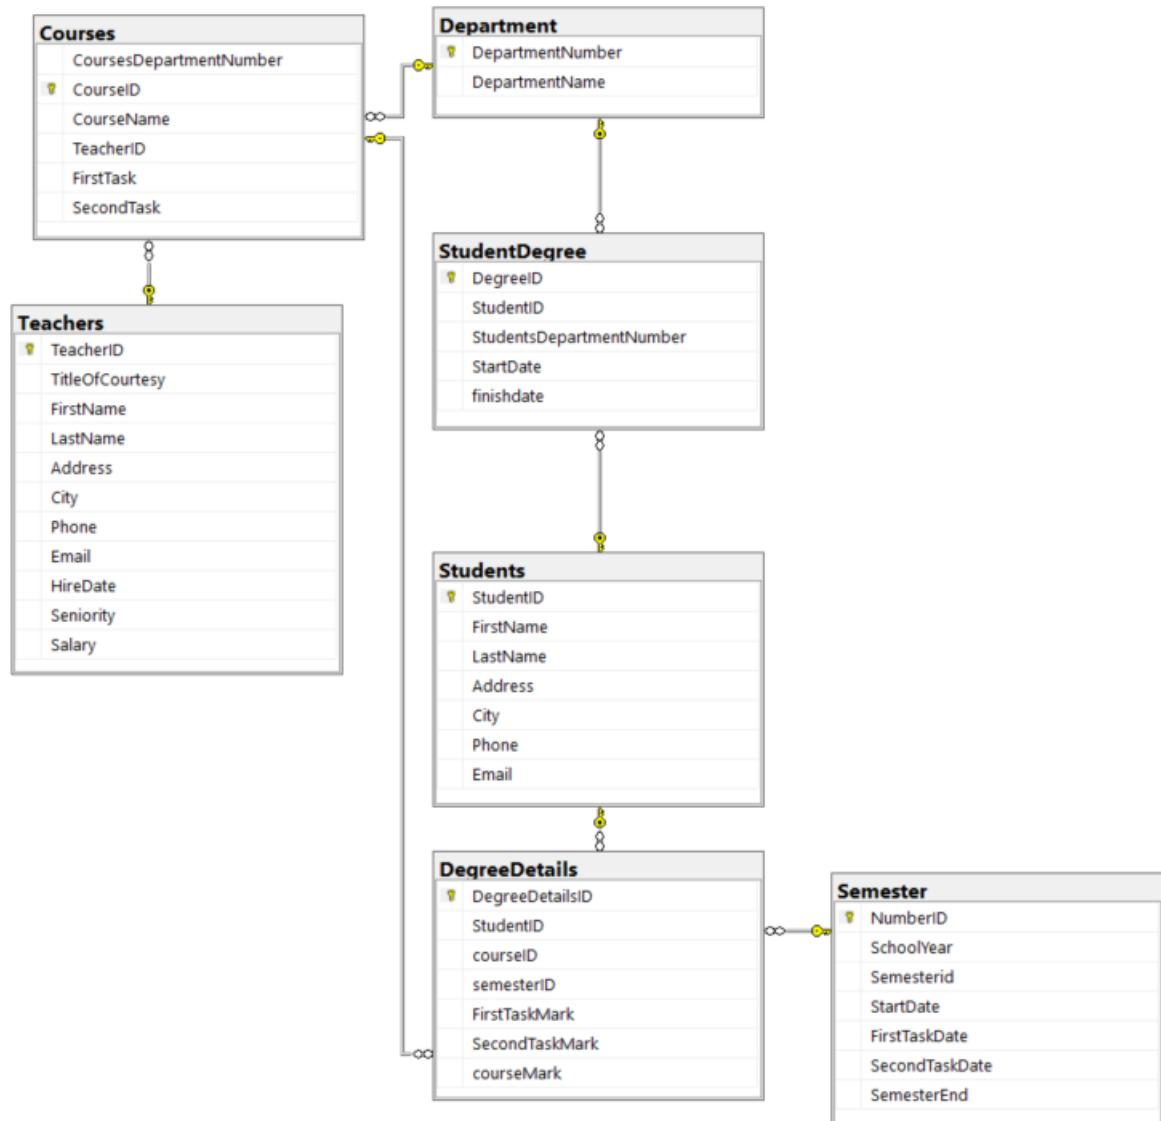 Courses
CoursesDepartmentNumber
CourseID
CourseName
TeacherID
FirstTask
SecondTask
Department
DepartmentNumber
DepartmentName
Teachers
TeacherID
TitleOfCourtesy
FirstName
LastName
Address
City
Phone
Email
HireDate
Seniority
Salary
StudentDegree
DegreeID
StudentID
StudentsDepartmentNumber
StartDate
finishdate
Students
StudentID
FirstName
LastName
Address
City
Phone
Email
DegreeDetails
DegreeDetailsID
StudentID
courseID
semesterID
FirstTaskMark
SecondTaskMark
courseMark
Semester
NumberID
SchoolYear
Semesterid
StartDate
FirstTaskDate
SecondTaskDate
SemesterEnd